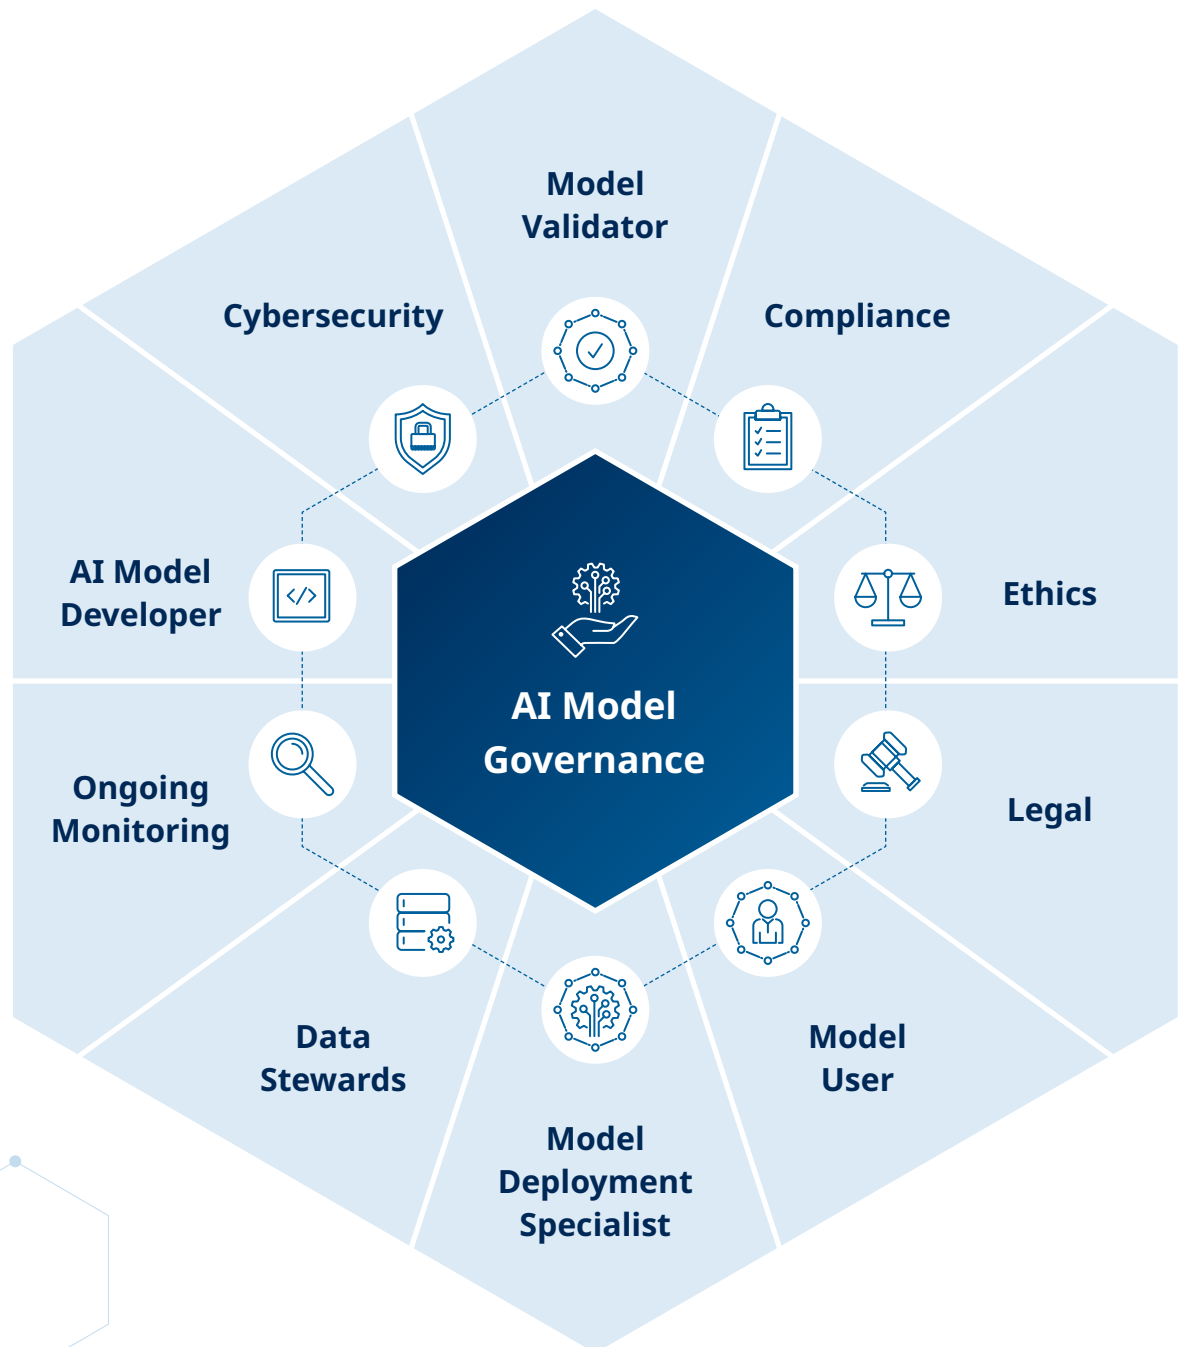 Model
Validator
Cybersecurity
Compliance
AI Model
Developer
Ethics
AI Model
Governance
Ongoing
Monitoring
Legal
Data
Stewards
Model
User
Model
Deployment
Specialist